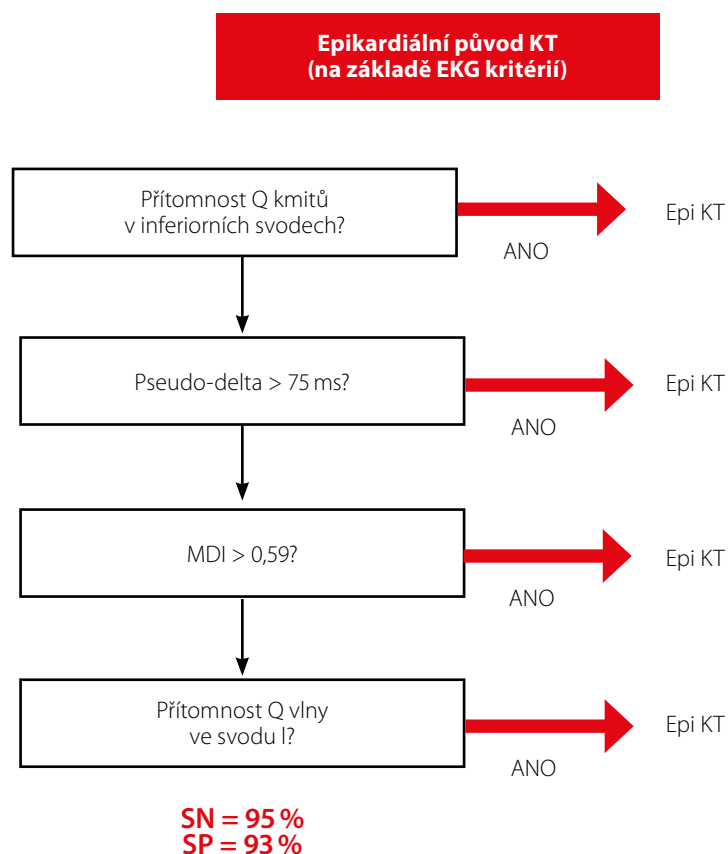 Epikardiální původ KT
(na základě EKG kritérií)
Přítomnost Q kmitů
v inferiorních svodech?
ANO
Epi KT
Pseudo-delta > 75 ms?
ANO
Epi KT
MDI > 0,59?
ANO
Epi KT
Přítomnost Q vlny
ve svodu I?
ANO
Epi KT
SN = 95 %
SP = 93 %